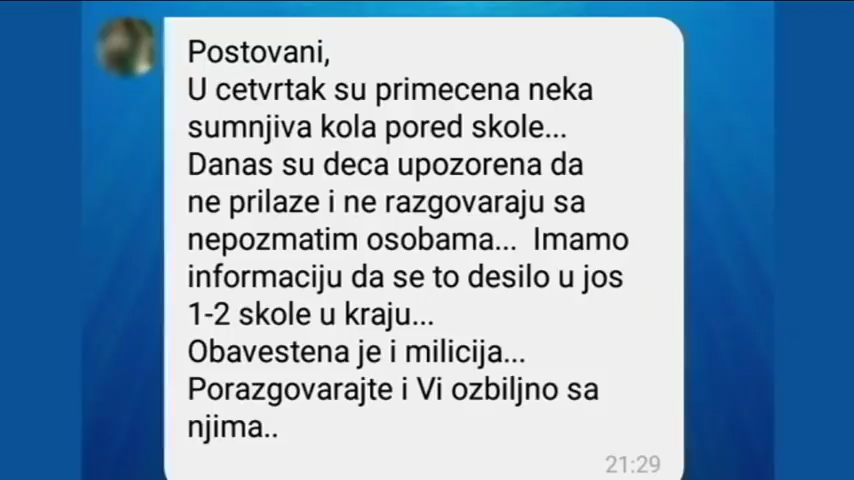 Postovani,
U cetvrtak su primecena neka
sumnjiva kola pored skole...
Danas su deca upozorena da
ne prilaze i ne razgovaraju sa
nepozmatim osobama... Imamo
informaciju da se to desilo u jos
1-2 skole u kraju...
Obavestena je i milicija...
Porazgovarajte i Vi ozbiljno sa
njima..
21:29